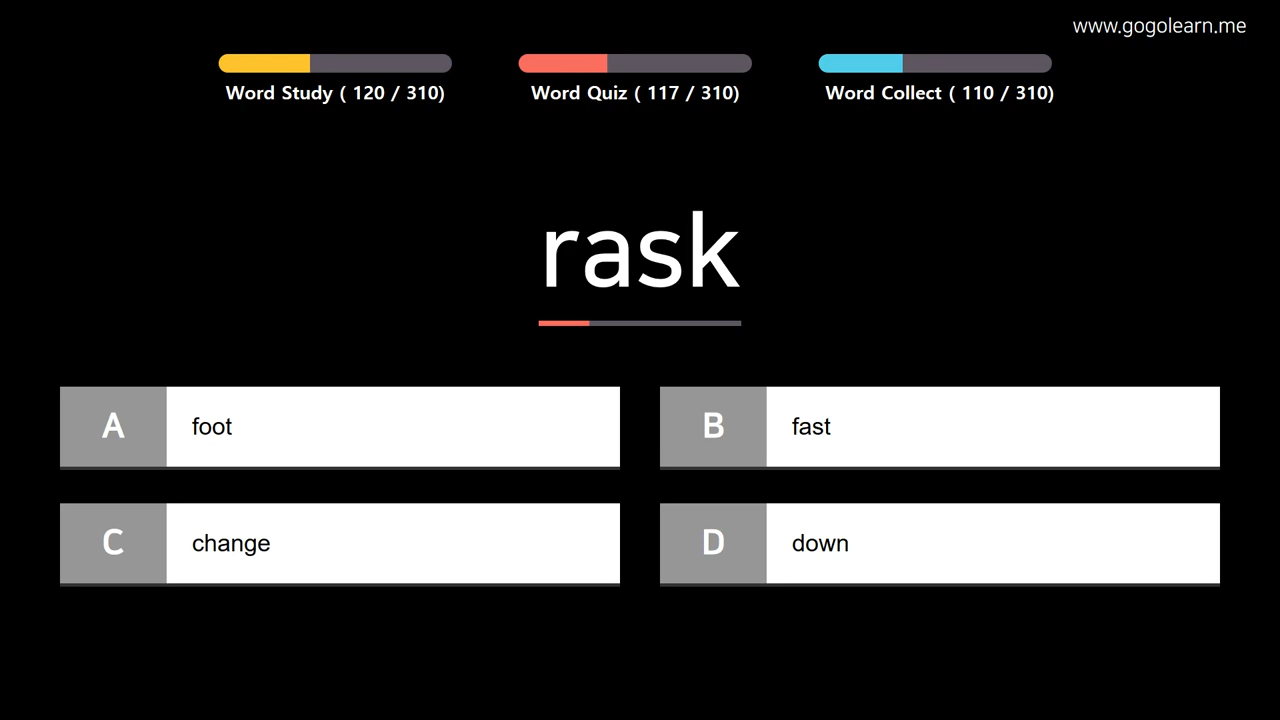 www.gogolearn.me
Word Study ( 120 / 310)
Word Quiz ( 117 / 310)
Word Collect ( 110 / 310)
rask
A foot
B fast
C change
D down